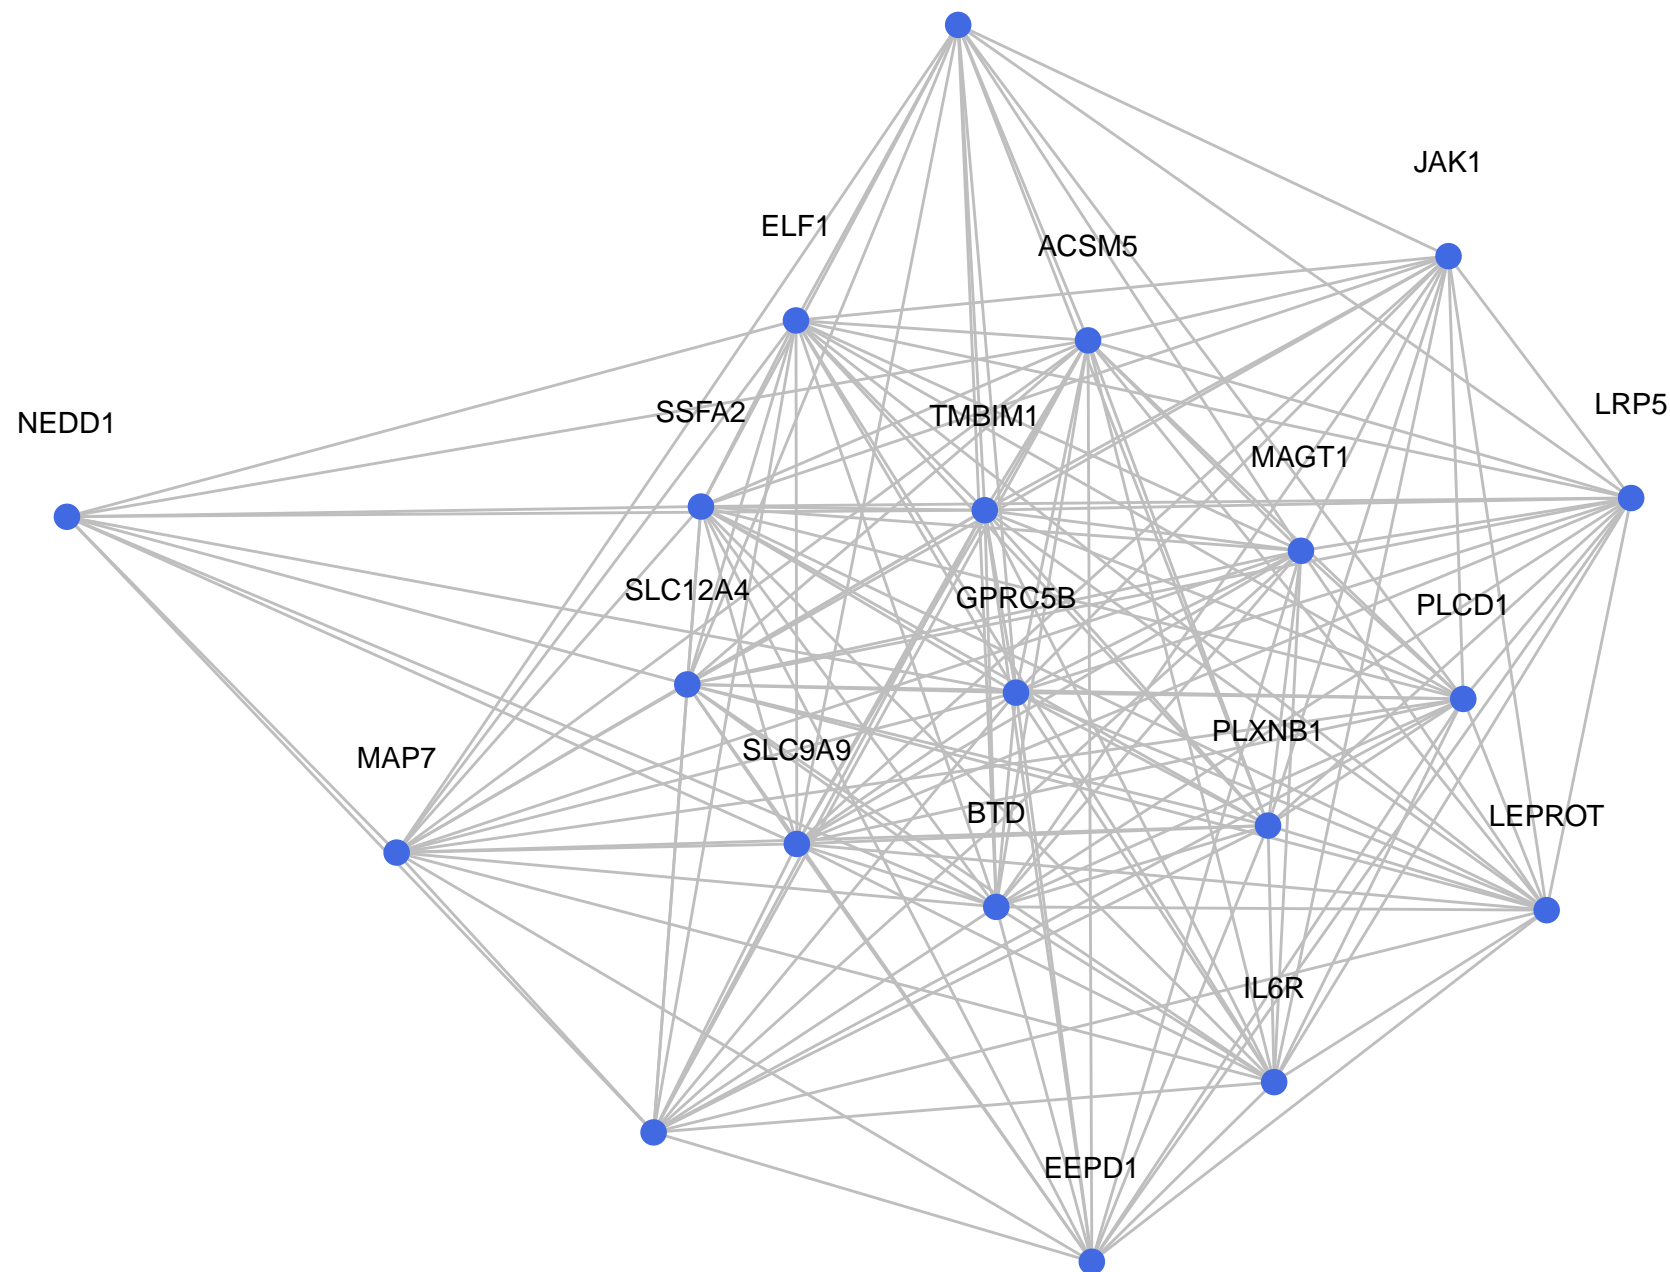 JAK1
ELF1
ACSM5
LRP5
SSFA2
TMBIM1
NEDD1
MAGT1
SLC12A4
GPRC5B
PLCD1
PLXNB1
SLC9A9
MAP7
BTD
LEPROT
IL6R
EEPD1